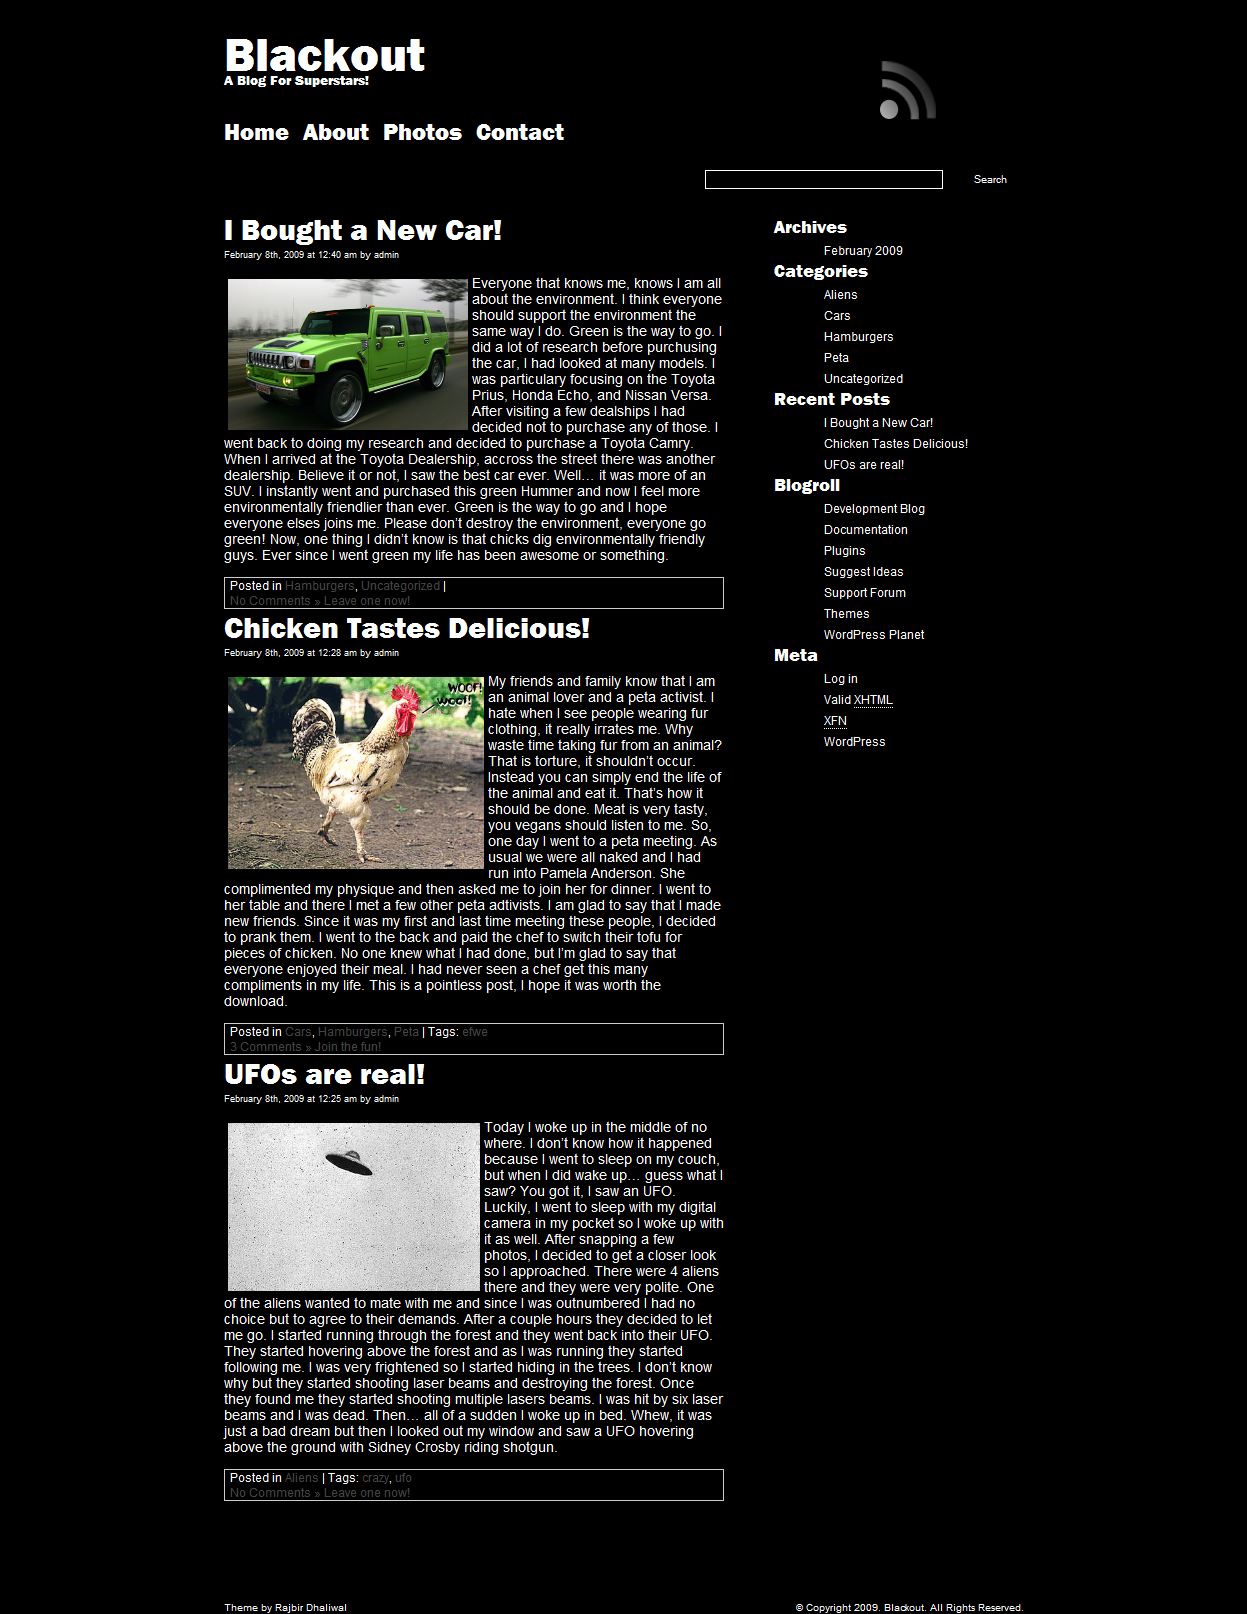 Blackout
A Blog For Superstars!
Home About Photos Contact
Search
I Bought a New Car!
February 8th, 2009 at 12:40 am by admin
Everyone that knows me, knows I am all
about the environment. I think everyone
should support the environment the
same way I do. Green is the way to go. I
did a lot of research before purchusing
the car, I had looked at many models. I
was particulary focusing on the Toyota
Prius, Honda Echo, and Nissan Versa.
After visiting a few dealships I had
decided not to purchase any of those. I
went back to doing my research and decided to purchase a Toyota Camry.
When I arrived at the Toyota Dealership, accross the street there was another
dealership. Believe it or not, I saw the best car ever. Well… it was more of an
SUV. I instantly went and purchased this green Hummer and now I feel more
environmentally friendlier than ever. Green is the way to go and I hope
everyone elses joins me. Please don’t destroy the environment, everyone go
green! Now, one thing I didn’t know is that chicks dig environmentally friendly
guys. Ever since I went green my life has been awesome or something.
Posted in Hamburgers, Uncategorized |
No Comments » Leave one now!
Chicken Tastes Delicious!
February 8th, 2009 at 12:28 am by admin
WOOF!
WOOF!
My friends and family know that I am
an animal lover and a peta activist. I
hate when I see people wearing fur
clothing, it really irrates me. Why
waste time taking fur from an animal?
That is torture, it shouldn’t occur.
Instead you can simply end the life of
the animal and eat it. That’s how it
should be done. Meat is very tasty,
you vegans should listen to me. So,
one day I went to a peta meeting. As
usual we were all naked and I had
run into Pamela Anderson. She
complimented my physique and then asked me to join her for dinner. I went to
her table and there I met a few other peta adtivists. I am glad to say that I made
new friends. Since it was my first and last time meeting these people, I decided
to prank them. I went to the back and paid the chef to switch their tofu for
pieces of chicken. No one knew what I had done, but I’m glad to say that
everyone enjoyed their meal. I had never seen a chef get this many
compliments in my life. This is a pointless post, I hope it was worth the
download.
Posted in Cars, Hamburgers, Peta | Tags: efwe
3 Comments » Join the fun!
UFOs are real!
February 8th, 2009 at 12:25 am by admin
Today I woke up in the middle of no
where. I don’t know how it happened
because I went to sleep on my couch,
but when I did wake up… guess what I
saw? You got it, I saw an UFO.
Luckily, I went to sleep with my digital
camera in my pocket so I woke up with
it as well. After snapping a few
photos, I decided to get a closer look
so I approached. There were 4 aliens
there and they were very polite. One
of the aliens wanted to mate with me and since I was outnumbered I had no
choice but to agree to their demands. After a couple hours they decided to let
me go. I started running through the forest and they went back into their UFO.
They started hovering above the forest and as I was running they started
following me. I was very frightened so I started hiding in the trees. I don’t know
why but they started shooting laser beams and destroying the forest. Once
they found me they started shooting multiple lasers beams. I was hit by six laser
beams and I was dead. Then… all of a sudden I woke up in bed. Whew, it was
just a bad dream but then I looked out my window and saw a UFO hovering
above the ground with Sidney Crosby riding shotgun.
Posted in Aliens | Tags: crazy, ufo
No Comments » Leave one now!
Archives
February 2009
Categories
Aliens
Cars
Hamburgers
Peta
Uncategorized
Recent Posts
I Bought a New Car!
Chicken Tastes Delicious!
UFOs are real!
Blogroll
Development Blog
Documentation
Plugins
Suggest Ideas
Support Forum
Themes
WordPress Planet
Meta
Log in
Valid XHTML
XFN
WordPress
Theme by Rajbir Dhaliwal
© Copyright 2009. Blackout. All Rights Reserved.